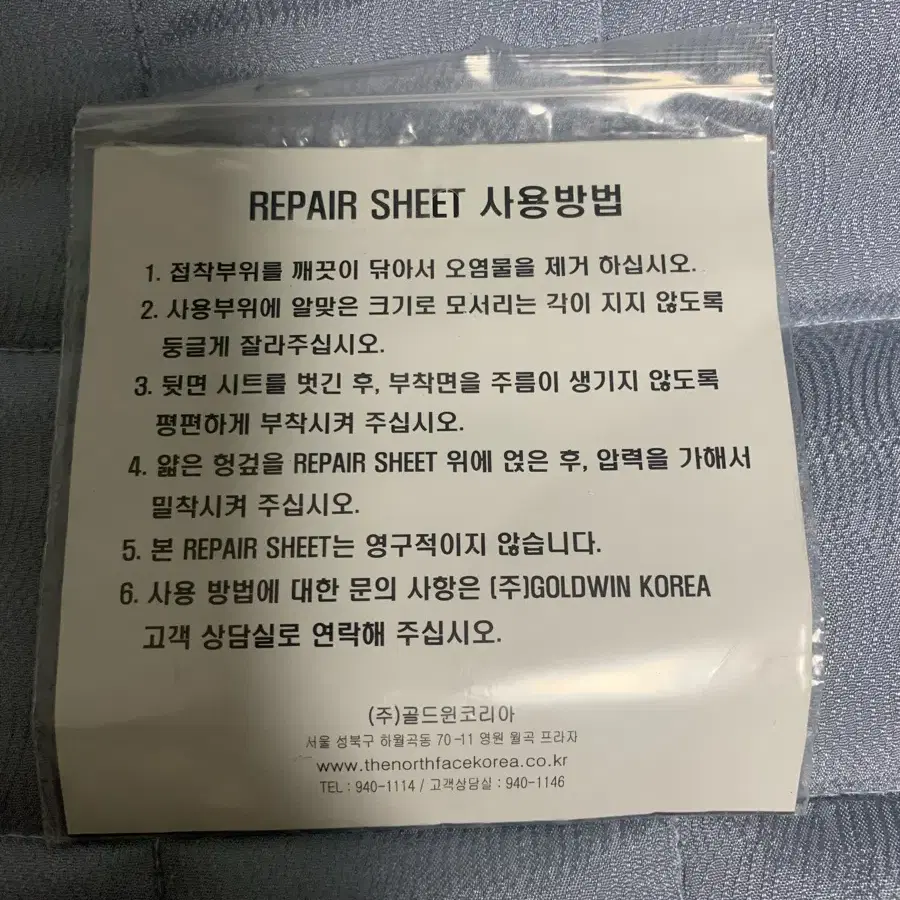 REPAIR SHEET 사용방법
1. 접착부위를 깨끗이 닦아서 오염물을 제거 하십시오.
2. 사용부위에 알맞은 크기로 모서리는 각이 지지 않도록
둥글게 잘라주십시오.
3. 뒷면 시트를 벗긴 후, 부착면을 주름이 생기지 않도록
평편하게 부착시켜 주십시오.
4. 얇은 헝겊을 REPAIR SHEET 위에 얹은 후, 압력을 가해서
밀착시켜 주십시오.
5. 본 REPAIR SHEET는 영구적이지 않습니다.
6. 사용 방법에 대한 문의 사항은 (주)GOLDWIN KOREA
고객 상담실로 연락해 주십시오.
(주)골드윈코리아
서울 성북구 하월곡동 70-11 영원 월곡 프라자
www.thenorthfacekorea.co.kr
TEL : 940-1114 / 고객상담실 : 940-1146